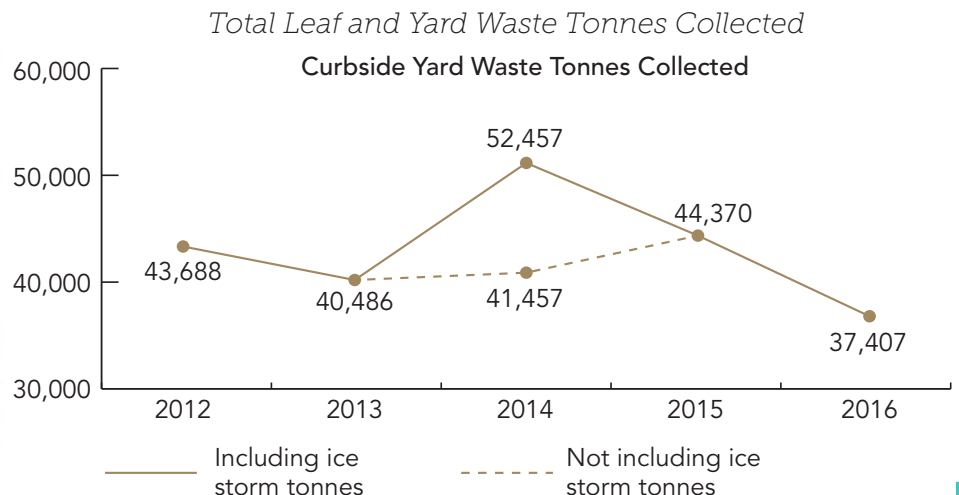 Total Leaf and Yard Waste Tonnes Collected
Curbside Yard Waste Tonnes Collected
60,000
52,457
50,000
44,370
43,688
40,000
40,486
41,457
37,407
30,000
2012 2013 2014 2015 2016
Including ice
storm tonnes
Not including ice
storm tonnes